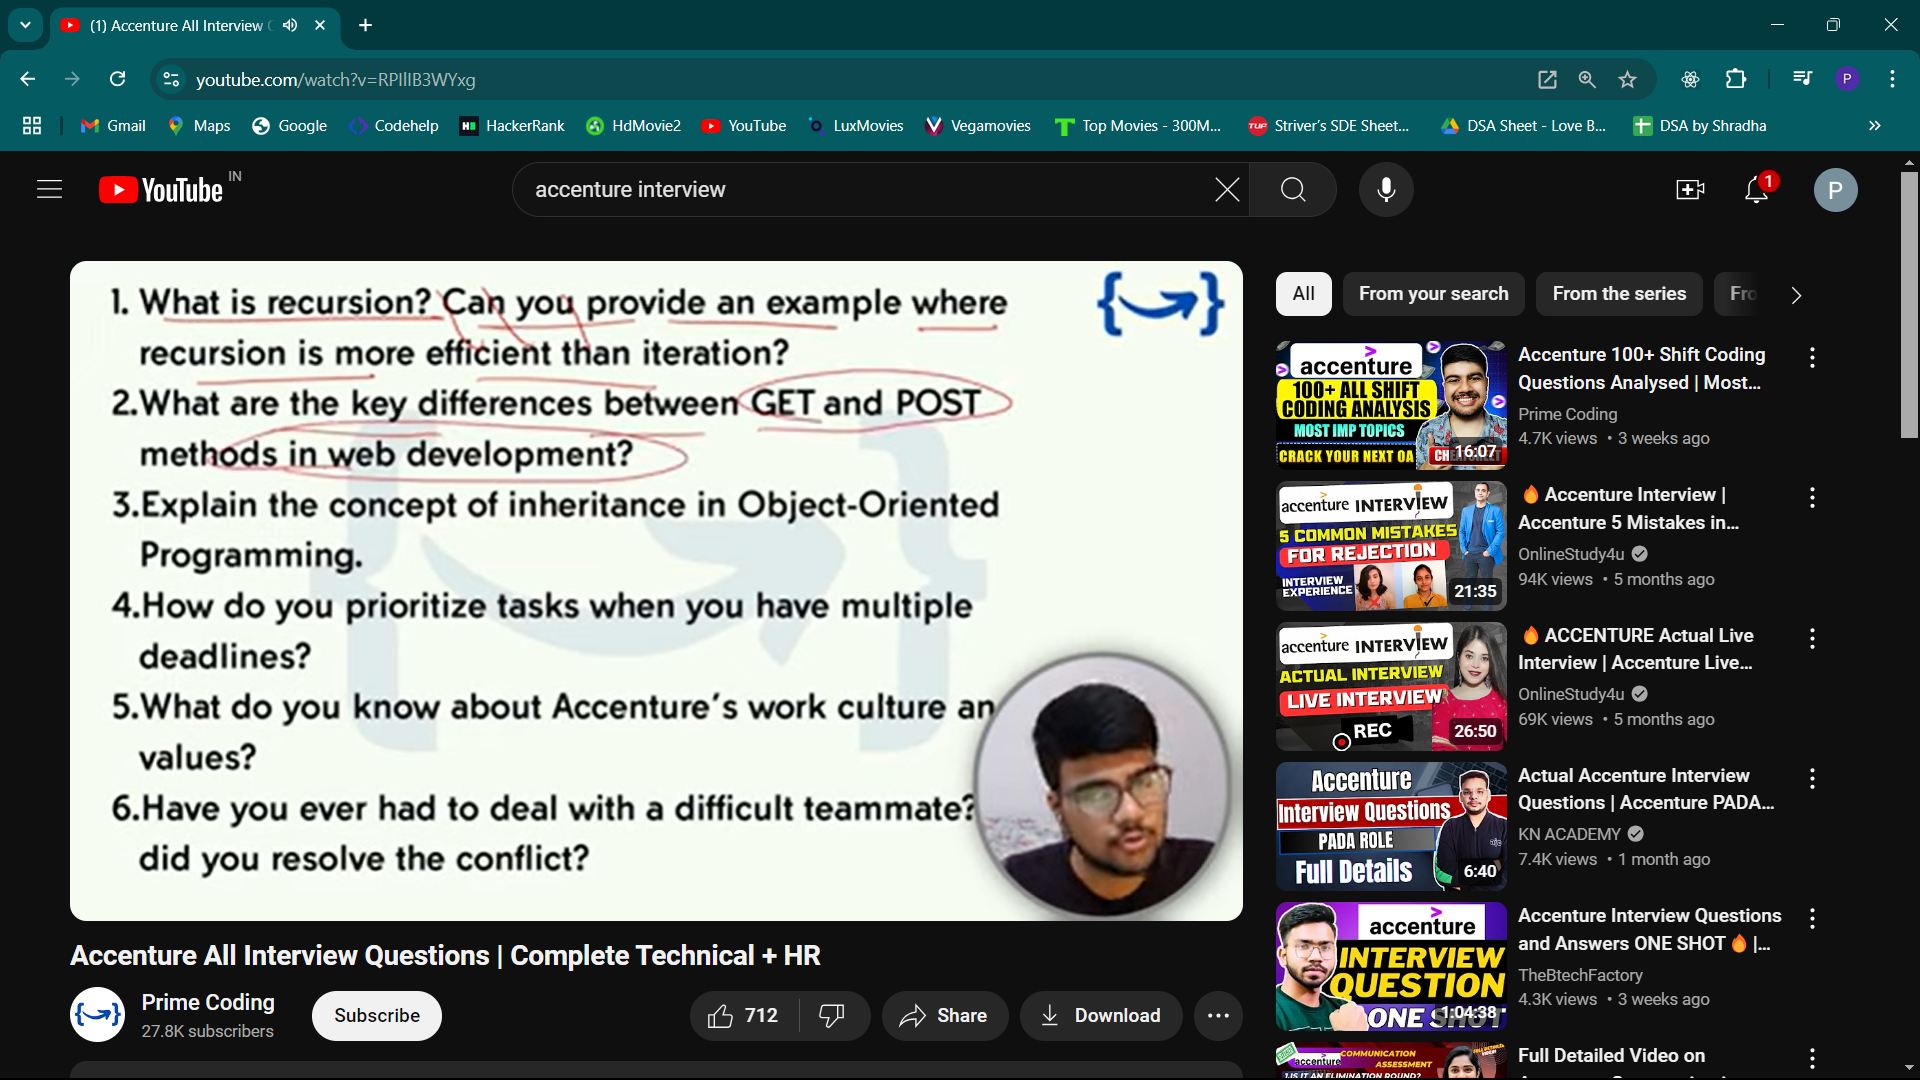 (1) Accenture All Interview
youtube.com/watch?v=RPIlIB3WYxg
P
Gmail
Maps
Google
Codehelp
HackerRank
HdMovie2
YouTube
LuxMovies
Vegamovies
Top Movies - 300M...
Striver's SDE Sheet...
DSA Sheet - Love B...
DSA by Shradha
YouTube IN
accenture interview
1
P
1. What is recursion? Can you provide an example where
recursion is more efficient than iteration?
2.What are the key differences between GET and POST
methods in web development?
3.Explain the concept of inheritance in Object-Oriented
Programming.
4.How do you prioritize tasks when you have multiple
deadlines?
5.What do you know about Accenture's work culture an
values?
6.Have you ever had to deal with a difficult teammate?
did you resolve the conflict?
Accenture All Interview Questions | Complete Technical + HR
Prime Coding
27.8K subscribers
Subscribe
712
Share
Download
All
From your search
From the series
Fro
accenture
100+ ALL SHIFT
CODING ANALYSIS
MOST IMP TOPICS
CRACK YOUR NEXT OA
16:07
Accenture 100+ Shift Coding
Questions Analysed | Most...
Prime Coding
4.7K views • 3 weeks ago
accenture INTERVIEW
5 COMMON MISTAKES
FOR REJECTION
INTERVIEW
EXPERIENCE
21:35
🔥 Accenture Interview |
Accenture 5 Mistakes in...
OnlineStudy4u
94K views • 5 months ago
accenture INTERVIEW
ACTUAL INTERVIEW
LIVE INTERVIEW
REC
26:50
🔥 ACCENTURE Actual Live
Interview | Accenture Live...
OnlineStudy4u
69K views • 5 months ago
Accenture
Interview Questions
PADA ROLE
Full Details
6:40
Actual Accenture Interview
Questions | Accenture PADA...
KN ACADEMY
7.4K views • 1 month ago
accenture
INTERVIEW
QUESTION
ONE SHOT
1:04:38
Accenture Interview Questions
and Answers ONE SHOT 🔥 |...
TheBtechFactory
4.3K views • 3 weeks ago
accenture
COMMUNICATION
ASSESSMENT
1.IS IT AN ELIMINATION ROUND?
Full Detailed Video on